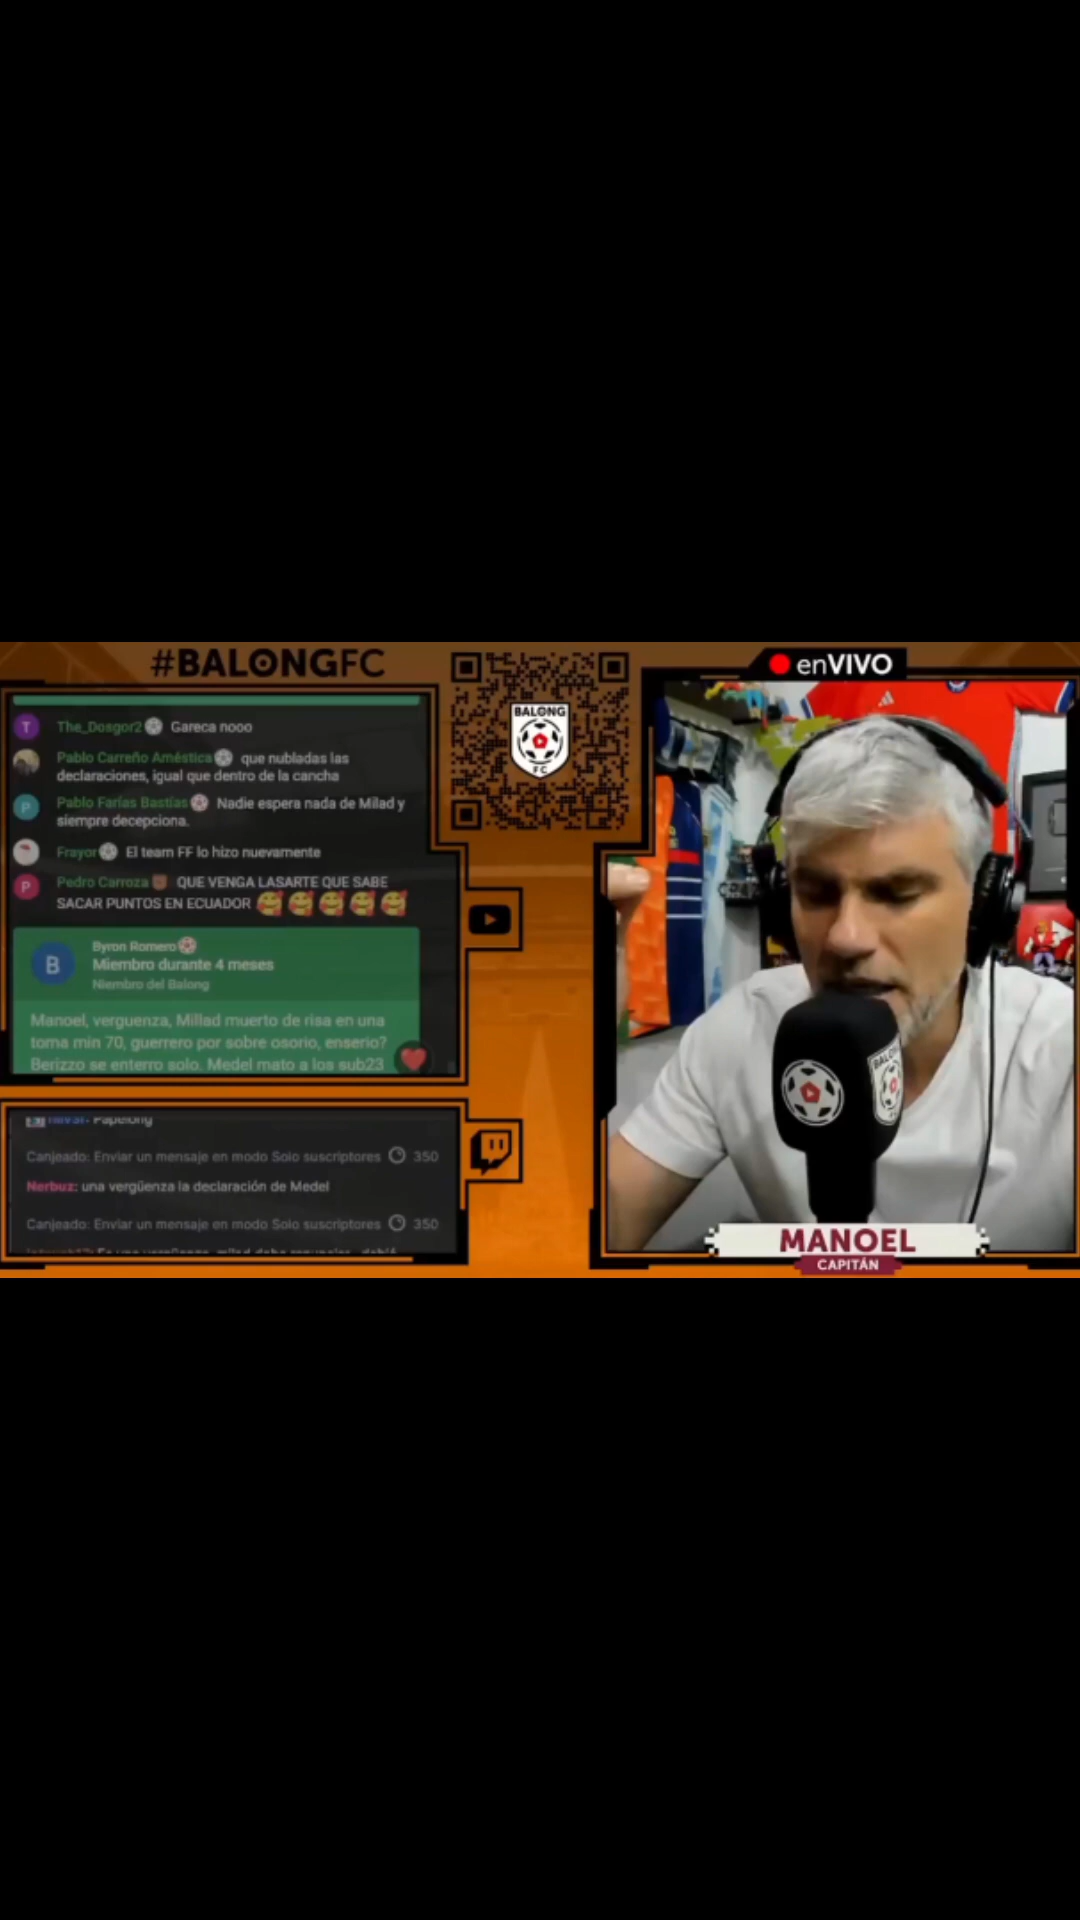 #BALONGFC
enVIVO
BALONG
FC
T The_Dosgor2 Gareca nooo
Pablo Carreño Améstica que nubladas las
declaraciones, igual que dentro de la cancha
P Pablo Farías Bastías Nadie espera nada de Milad y
siempre decepciona.
Frayor El team FF lo hizo nuevamente
P Pedro Carroza QUE VENGA LASARTE QUE SABE
SACAR PUNTOS EN ECUADOR 🥰🥰🥰🥰🥰
Byron Romero
B Miembro durante 4 meses
Niembro del Balong
Manoel, verguenza, Millad muerto de risa en una
toma min 70, guerrero por sobre osorio, enserio?
Berizzo se enterro solo. Medel mato a los sub23
Papelong
Canjeado: Enviar un mensaje en modo Solo suscriptores 350
Nerbuz: una vergüenza la declaración de Medel
Canjeado: Enviar un mensaje en modo Solo suscriptores 350
BALONG
MANOEL
CAPITÁN